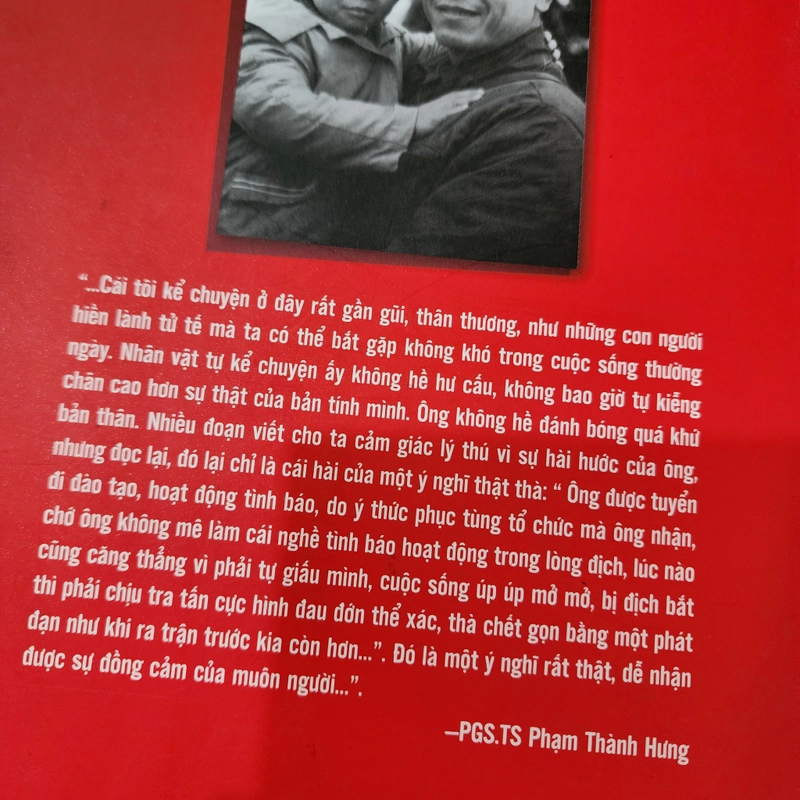 “...Cái tôi kể chuyện ở đây rất gần gũi, thân thương, như những con người
hiền lành tử tế mà ta có thể bắt gặp không khó trong cuộc sống thường
ngày. Nhân vật tự kể chuyện ấy không hề hư cấu, không bao giờ tự kiễng
chân cao hơn sự thật của bản tính mình. Ông không hề đánh bóng quá khứ
bản thân. Nhiều đoạn viết cho ta cảm giác lý thú vì sự hài hước của ông,
nhưng đọc lại, đó lại chỉ là cái hài của một ý nghĩ thật thà: “ Ông được tuyển
đi đào tạo, hoạt động tình báo, do ý thức phục tùng tổ chức mà ông nhận,
chớ ông không mê làm cái nghề tình báo hoạt động trong lòng địch, lúc nào
cũng căng thẳng vì phải tự giấu mình, cuộc sống úp úp mở mở, bị địch bắt
thi phải chịu tra tấn cực hình đau đớn thể xác, thà chết gọn bằng một phát
đạn như khi ra trận trước kia còn hơn...”. Đó là một ý nghĩ rất thật, dễ nhận
được sự đồng cảm của muôn người...”.
–PGS.TS Phạm Thành Hưng